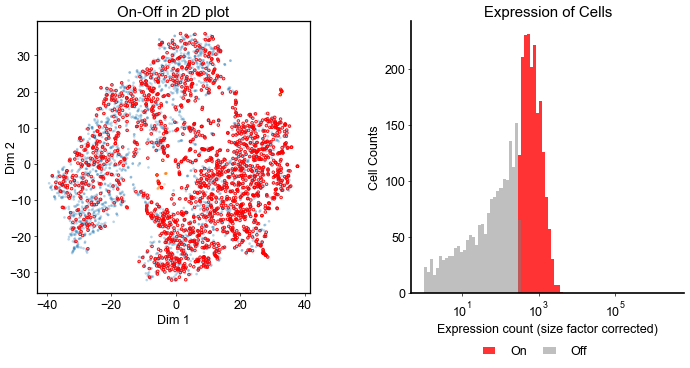 On-Off in 2D plot
Dim 2
30
20
10
0
−10
−20
−30
−40
−20
0
20
40
Dim 1
Expression of Cells
Cell Counts
200
150
100
50
0
10^1
10^3
10^5
Expression count (size factor corrected)
On
Off